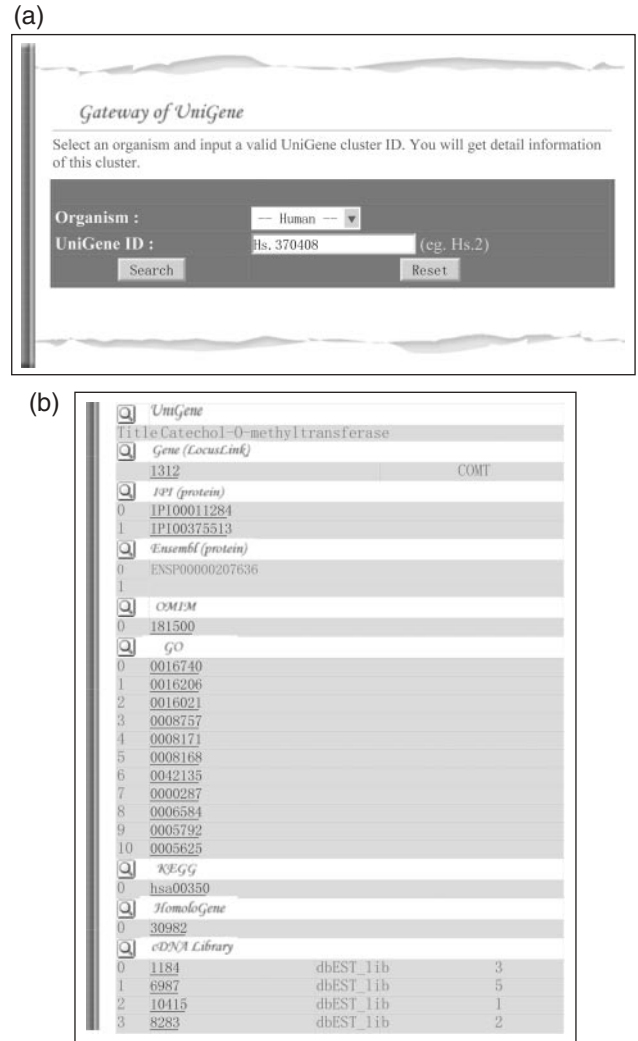 (a)
Gateway of UniGene
Select an organism and input a valid UniGene cluster ID. You will get detail information
of this cluster.
Organism : -- Human --
UniGene ID : Hs.370408 (eg. Hs.2)
Search Reset
(b)
UniGene
Title Catechol-O-methyltransferase
Gene (LocusLink)
1312 COMT
IPI (protein)
0 IPI00011284
1 IPI00375513
Ensembl (protein)
0 ENSP00000207636
1
OMIM
0 181500
GO
0 0016740
1 0016206
2 0016021
3 0008757
4 0008171
5 0008168
6 0042135
7 0000287
8 0006584
9 0005792
10 0005625
KEGG
0 hsa00350
HomoloGene
0 30982
cDNA Library
0 1184 dbEST_lib 3
1 6987 dbEST_lib 5
2 10415 dbEST_lib 1
3 8283 dbEST_lib 2